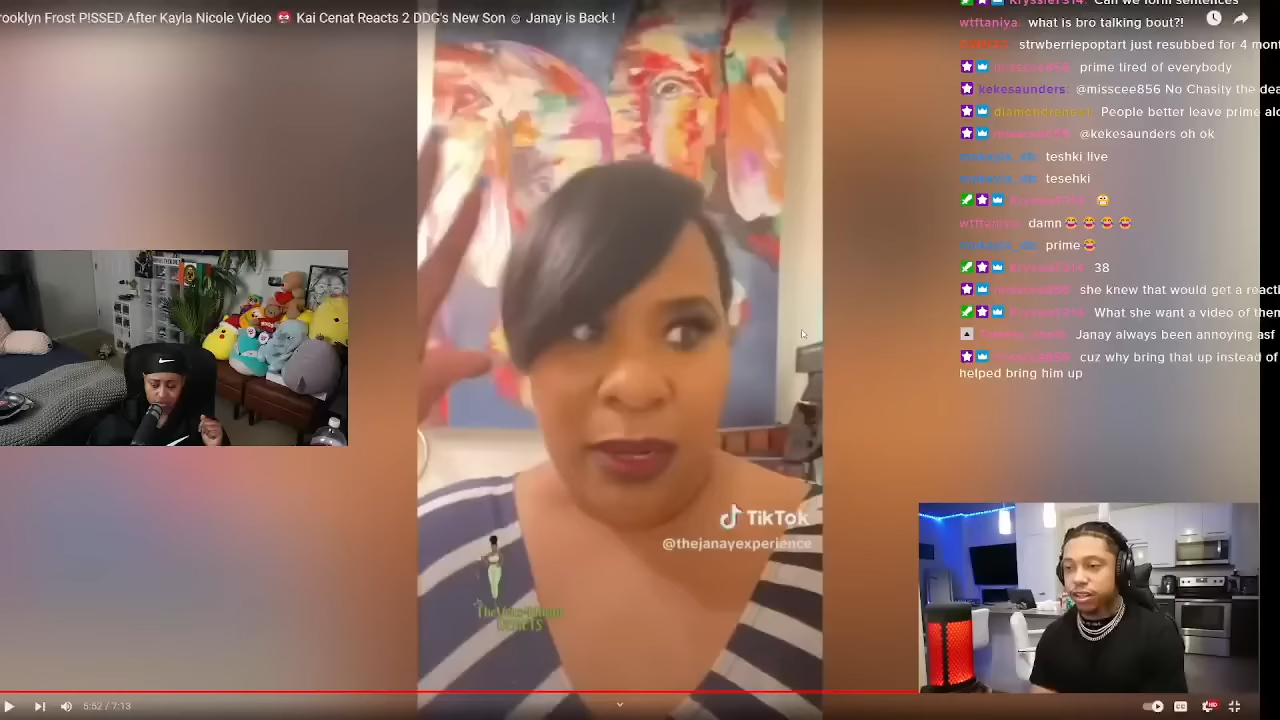 rooklyn Frost P!SSED After Kayla Nicole Video 😡 Kai Cenat Reacts 2 DDG's New Son ☺ Janay is Back !
Can we form sentences
wtftaniya: what is bro talking bout?!
strwberriepoptart just resubbed for 4 mont
prime tired of everybody
kekesaunders: @misscee856 No Chasity the dea
People better leave prime alo
@kekesaunders oh ok
teshki live
tesehki
wtftaniya: damn
prime
38
she knew that would get a reacti
What she want a video of them
Janay always been annoying asf
cuz why bring that up instead of
helped bring him up
TikTok
@thejanayexperience
REACTS
5:52 / 7:13
CC
HD